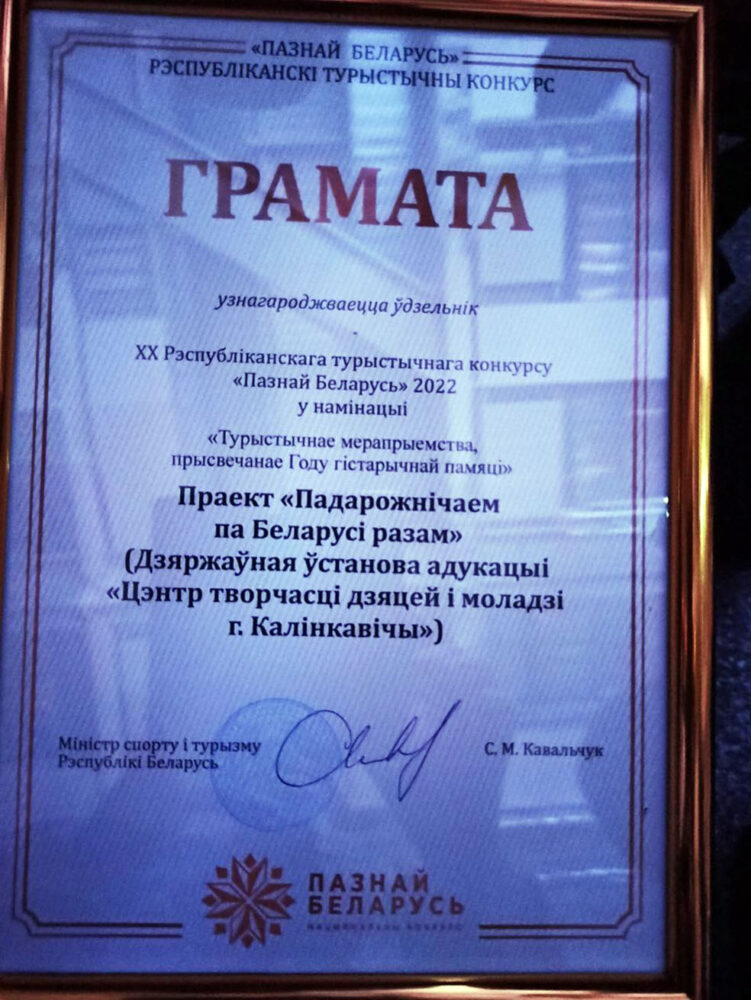 «ПАЗНАЙ БЕЛАРУСЬ»
РЭСПУБЛІКАНСКІ ТУРЫСТЫЧНЫ КОНКУРС
ГРАМАТА
узнагароджваецца ўдзельнік
-
XX Рэспубліканскага турыстычнага конкурсу
«Пазнай Беларусь» 2022
у намінацыі
«Турыстычнае мерапрыемства,
прысвечанае Году гістарычнай памяці»
Праект «Падарожнічаем
па Беларусі разам»
(Дзяржаўная ўстанова адукацыі
«Цэнтр творчасці дзяцей і моладзі
г. Калінкавічы»)
Міністр спорту і турызму
Рэспублікі Беларусь
С. М. Кавальчук
ПАЗНАЙ
БЕЛАРУСЬ